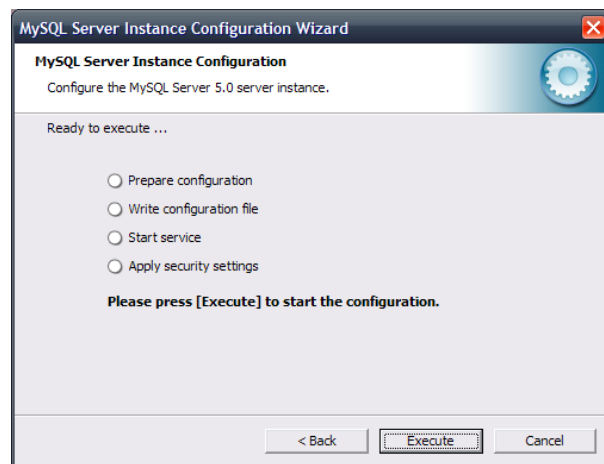 MySQL Server Instance Configuration Wizard
MySQL Server Instance Configuration
Configure the MySQL Server 5.0 server instance.
Ready to execute ...
Prepare configuration
Write configuration file
Start service
Apply security settings
Please press [Execute] to start the configuration.
< Back
Execute
Cancel